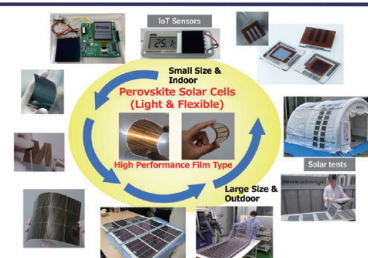 IoT Sensors
25.1
Small Size &
Indoor
Perovskite Solar Cells
(Light & Flexible)
High Performance Film Type
Solar tents
Large Size &
Outdoor